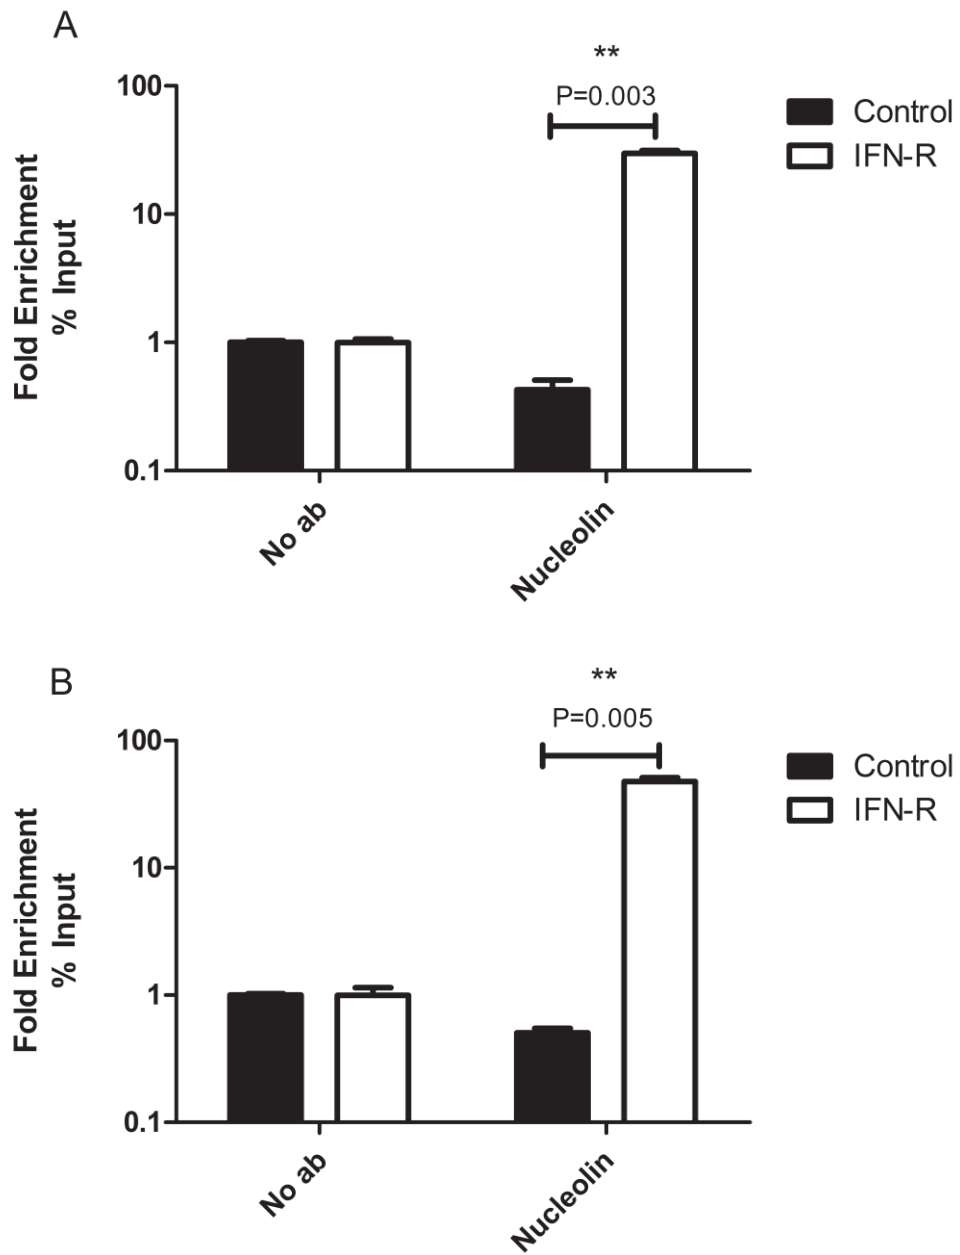 A
**
P=0.003
100
10
1
0.1
Fold Enrichment
% Input
Control
IFN-R
No ab
Nucleolin
B
**
P=0.005
100
10
1
0.1
Fold Enrichment
% Input
Control
IFN-R
No ab
Nucleolin